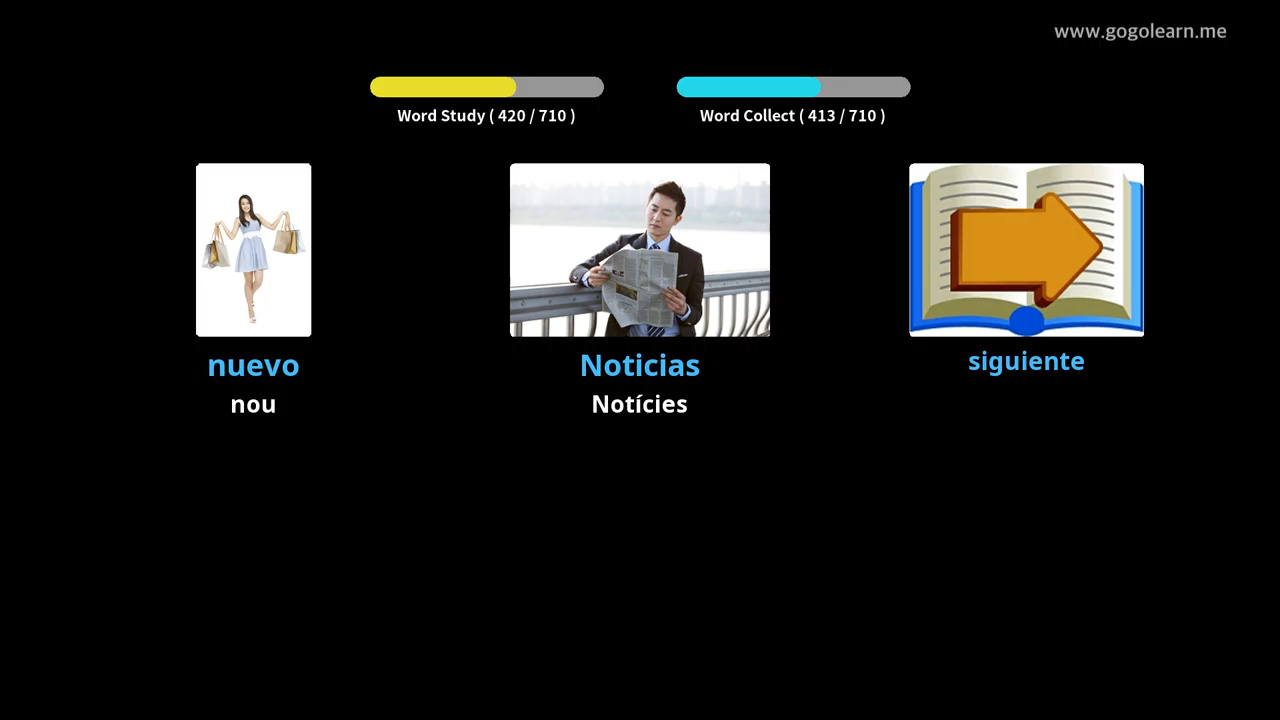 www.gogolearn.me
Word Study ( 420 / 710 )
Word Collect ( 413 / 710 )
nuevo
nou
Noticias
Notícies
siguiente